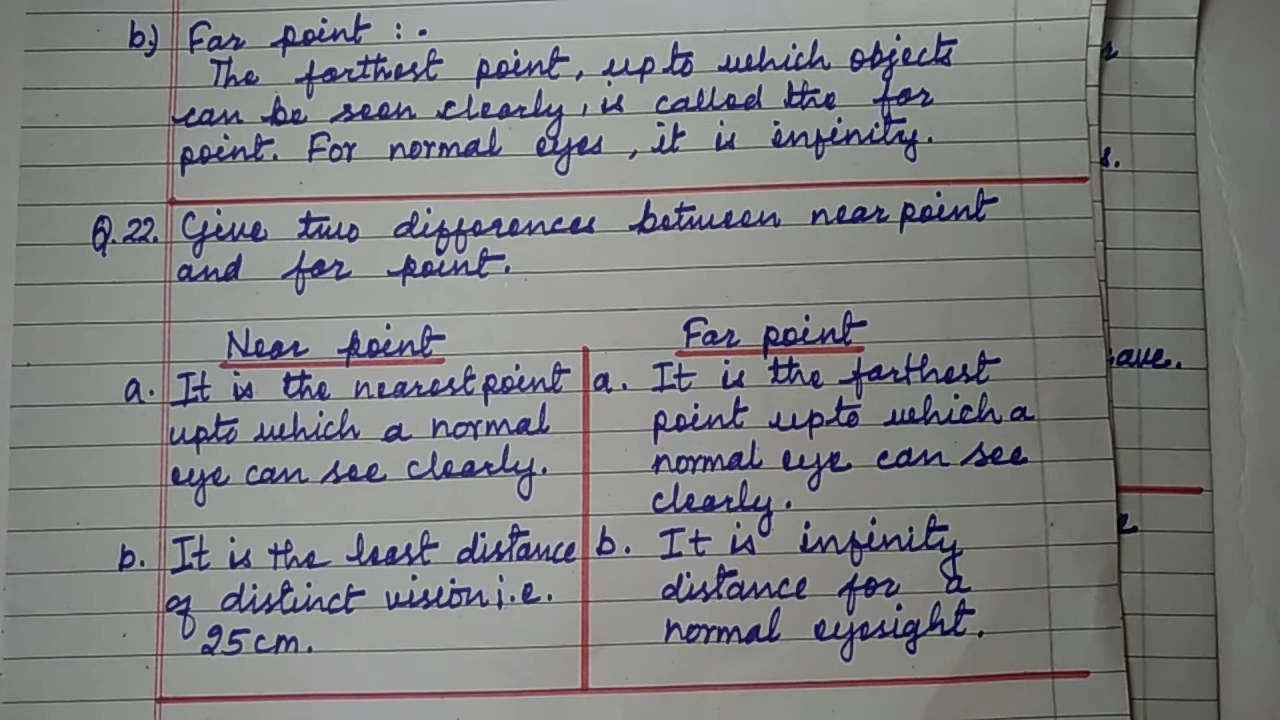 b) Far point :.
The farthest point, upto which objects
can be seen clearly, is called the far
point. For normal eyes, it is infinity.
Q.22. Give two differences between near point
and far point.
Near point
a. It is the nearest point
upto which a normal
eye can see clearly.
b. It is the least distance
of distinct vision i.e.
25cm.
Far point
a. It is the farthest
point upto which a
normal eye can see
clearly.
b. It is infinity
distance for a
normal eyesight.
s.
ave.